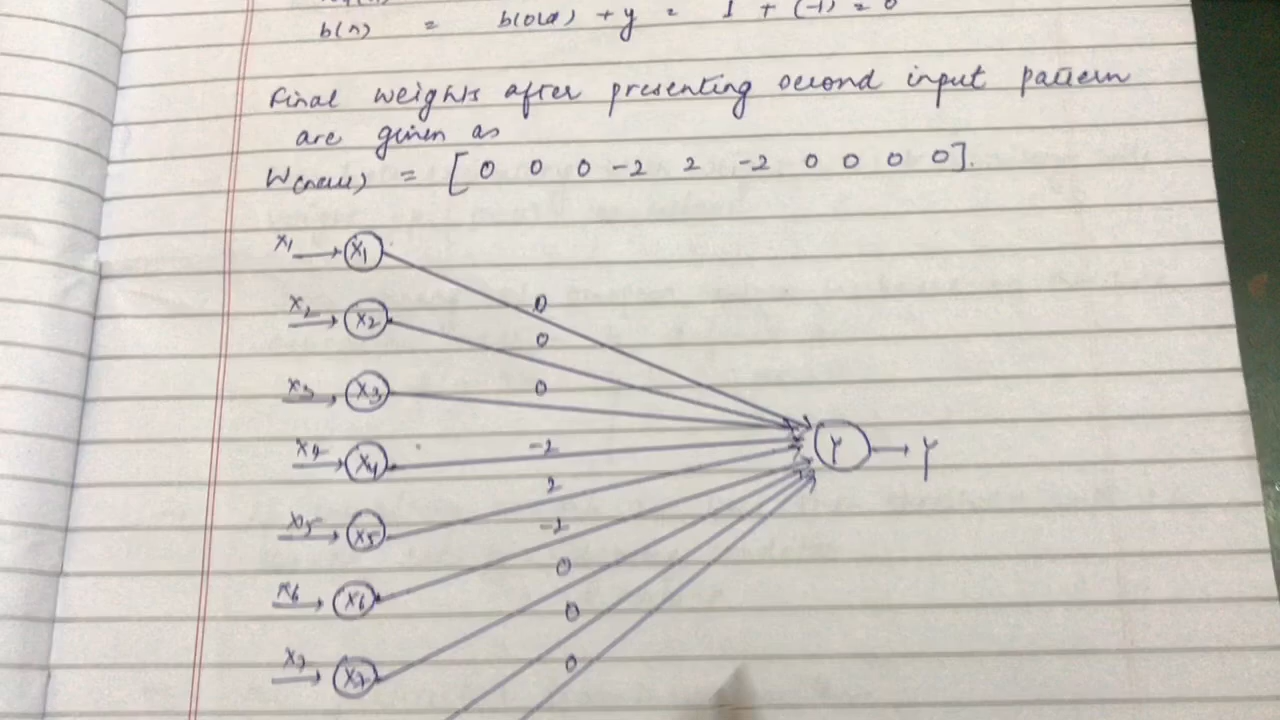 b(n) = b(old) + y = 1 + (-1) = 0
Final weights after presenting second input pattern
are given as
W(new) = [0 0 0 -2 2 -2 0 0 0 0].
x1 X1
0
x2 X2
0
x3 X3
0
x4 X4
-2
Y Y
x5 X5
2
x6 X6
-2
0
0
x7 X7
0